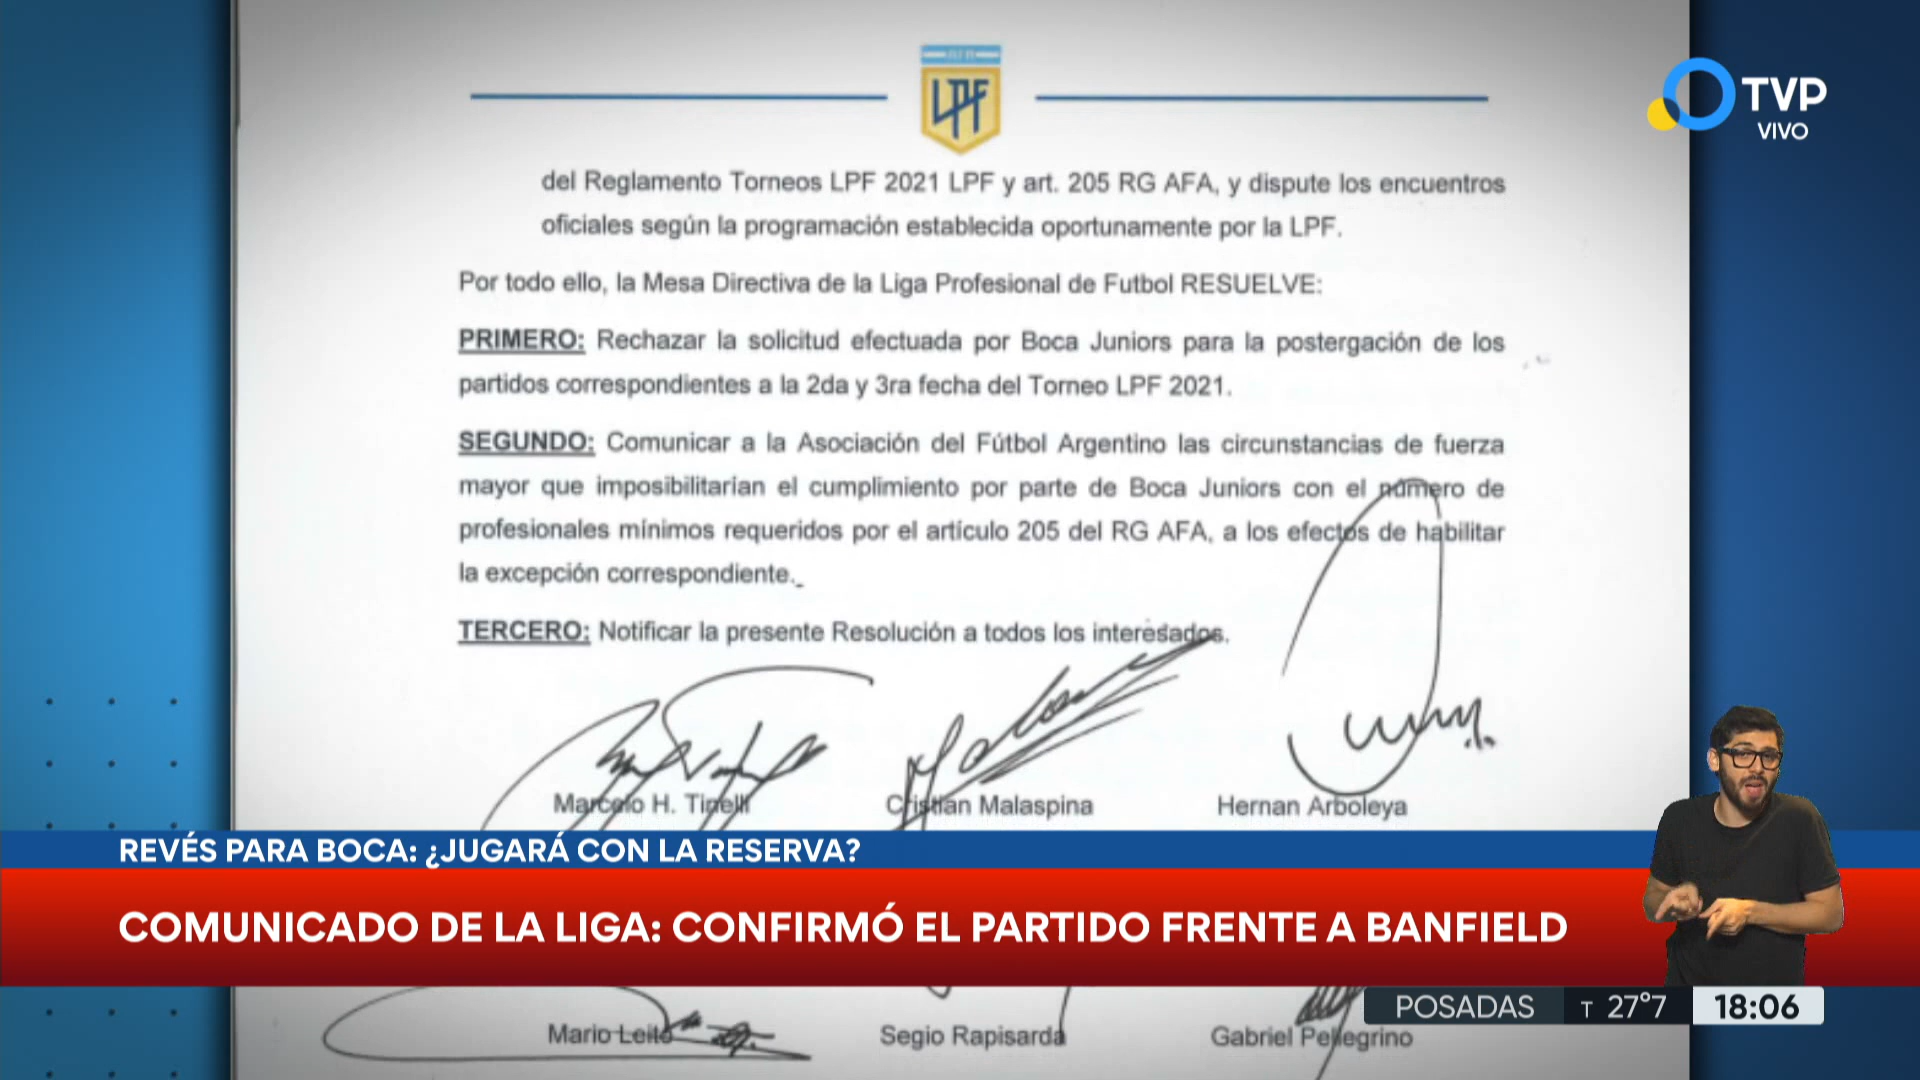 LPF
TVP
VIVO
del Reglamento Torneos LPF 2021 LPF y art. 205 RG AFA, y dispute los encuentros
oficiales según la programación establecida oportunamente por la LPF.
Por todo ello, la Mesa Directiva de la Liga Profesional de Futbol RESUELVE:
PRIMERO: Rechazar la solicitud efectuada por Boca Juniors para la postergación de los
partidos correspondientes a la 2da y 3ra fecha del Torneo LPF 2021.
SEGUNDO: Comunicar a la Asociación del Fútbol Argentino las circunstancias de fuerza
mayor que imposibilitarían el cumplimiento por parte de Boca Juniors con el número de
profesionales mínimos requeridos por el artículo 205 del RG AFA, a los efectos de habilitar
la excepción correspondiente.
TERCERO: Notificar la presente Resolución a todos los interesados.
Marcelo H. Tinelli Cristian Malaspina Hernan Arboleya
REVÉS PARA BOCA: ¿JUGARÁ CON LA RESERVA?
COMUNICADO DE LA LIGA: CONFIRMÓ EL PARTIDO FRENTE A BANFIELD
Mario Leito Segio Rapisarda Gabriel Pellegrino
POSADAS T 27°7 18:06